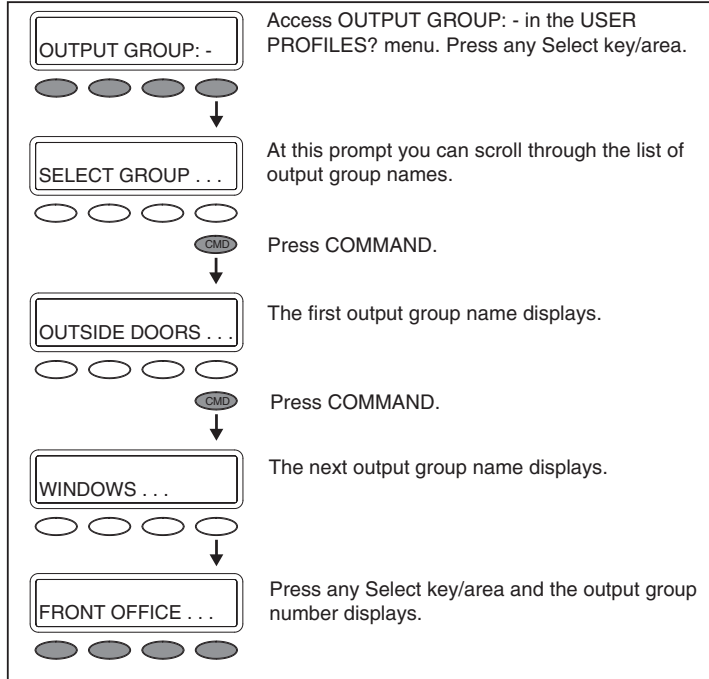 OUTPUT GROUP: -
Access OUTPUT GROUP: - in the USER
PROFILES? menu. Press any Select key/area.
SELECT GROUP . . .
At this prompt you can scroll through the list of
output group names.
CMD
Press COMMAND.
OUTSIDE DOORS . . .
The first output group name displays.
CMD
Press COMMAND.
WINDOWS . . .
The next output group name displays.
FRONT OFFICE . . .
Press any Select key/area and the output group
number displays.